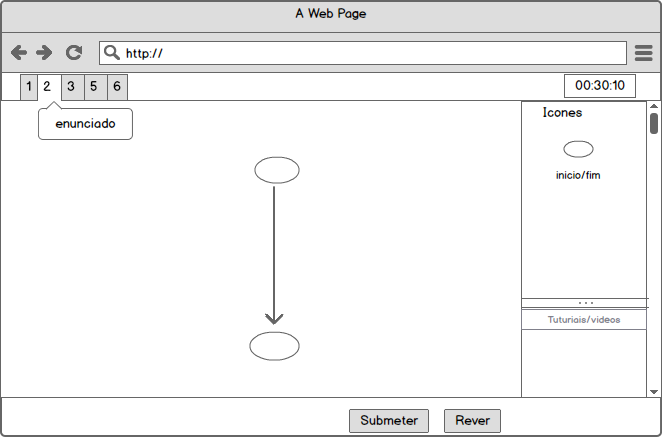 A Web Page
http://
1 2 3 5 6
00:30:10
enunciado
Icones
inicio/fim
Tuturiais/videos
Submeter Rever